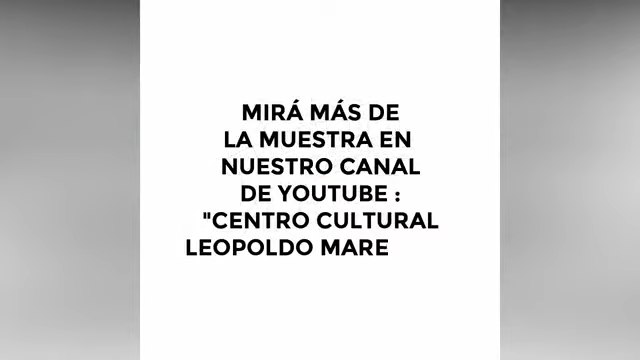 MIRÁ MÁS DE
LA MUESTRA EN
NUESTRO CANAL
DE YOUTUBE :
"CENTRO CULTURAL
LEOPOLDO MARE